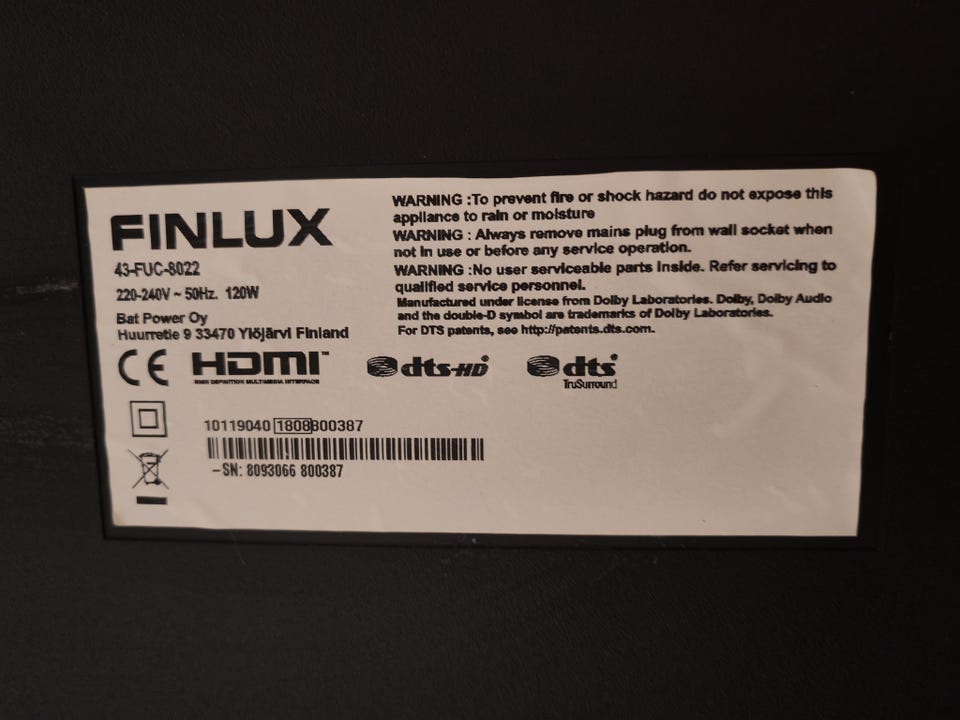 FINLUX
43-FUC-8022
220-240V ~ 50Hz. 120W
Bat Power Oy
Huurretie 9 33470 Ylöjärvi Finland
WARNING :To prevent fire or shock hazard do not expose this
appliance to rain or moisture
WARNING : Always remove mains plug from wall socket when
not in use or before any service operation.
WARNING :No user serviceable parts inside. Refer servicing to
qualified service personnel.
Manufactured under license from Dolby Laboratories. Dolby, Dolby Audio
and the double-D symbol are trademarks of Dolby Laboratories.
For DTS patents, see http://patents.dts.com.
CE HDMI™ dts-HD® dts®
HIGH DEFINITION MULTIMEDIA INTERFACE
TruSurround
10119040 1808800387
–SN: 8093066 800387